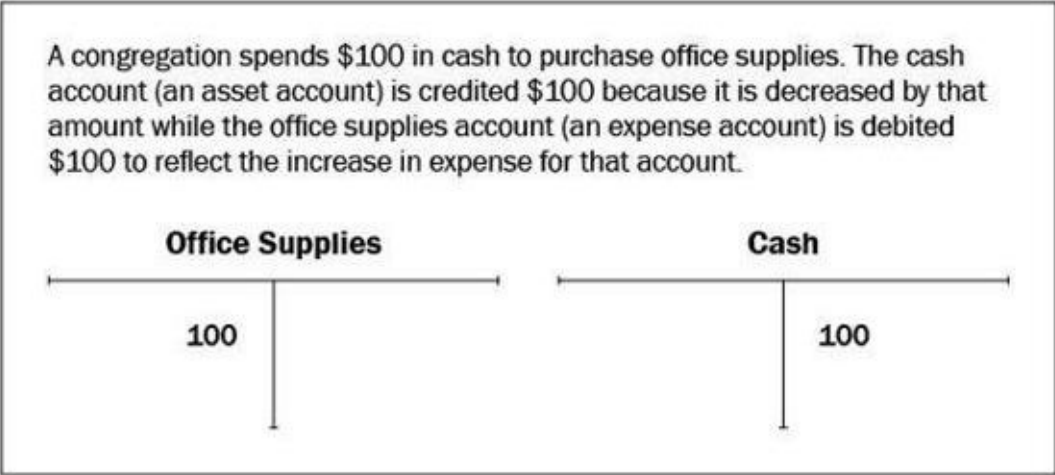 A congregation spends $100 in cash to purchase office supplies. The cash
account (an asset account) is credited $100 because it is decreased by that
amount while the office supplies account (an expense account) is debited
$100 to reflect the increase in expense for that account.
Office Supplies
Cash
100
100